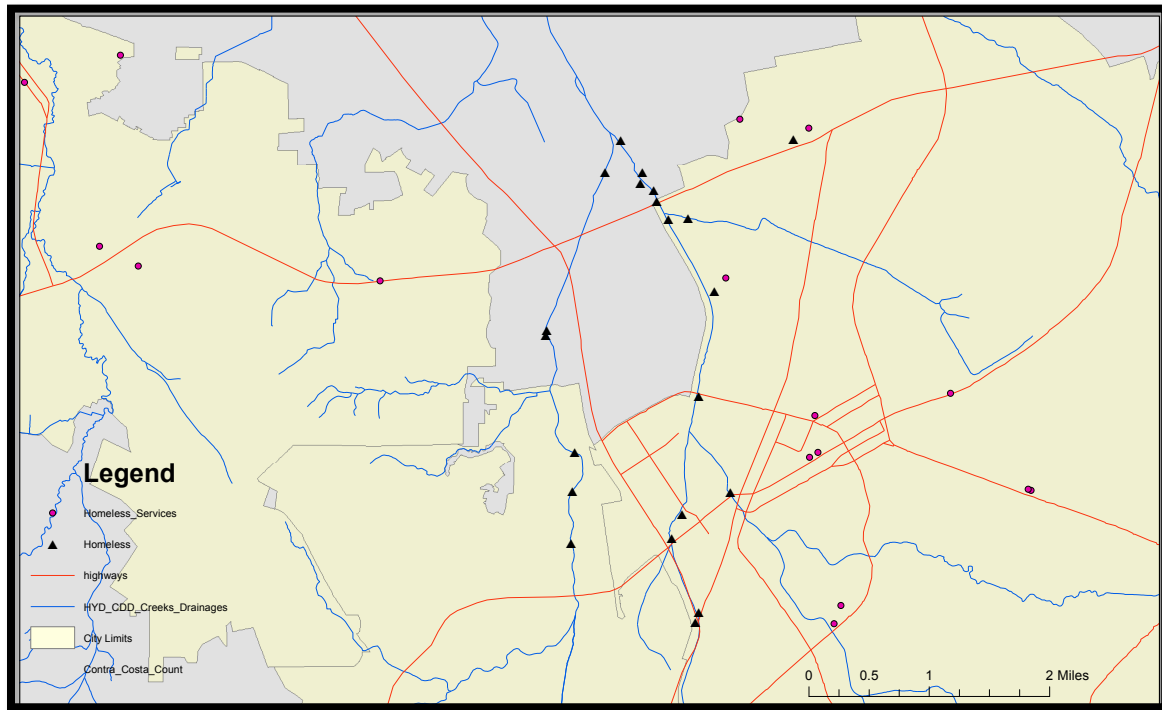 Legend
Homeless_Services
Homeless
highways
HYD_CDD_Creeks_Drainages
City Limits
Contra_Costa_Count
0 0.5 1 2 Miles